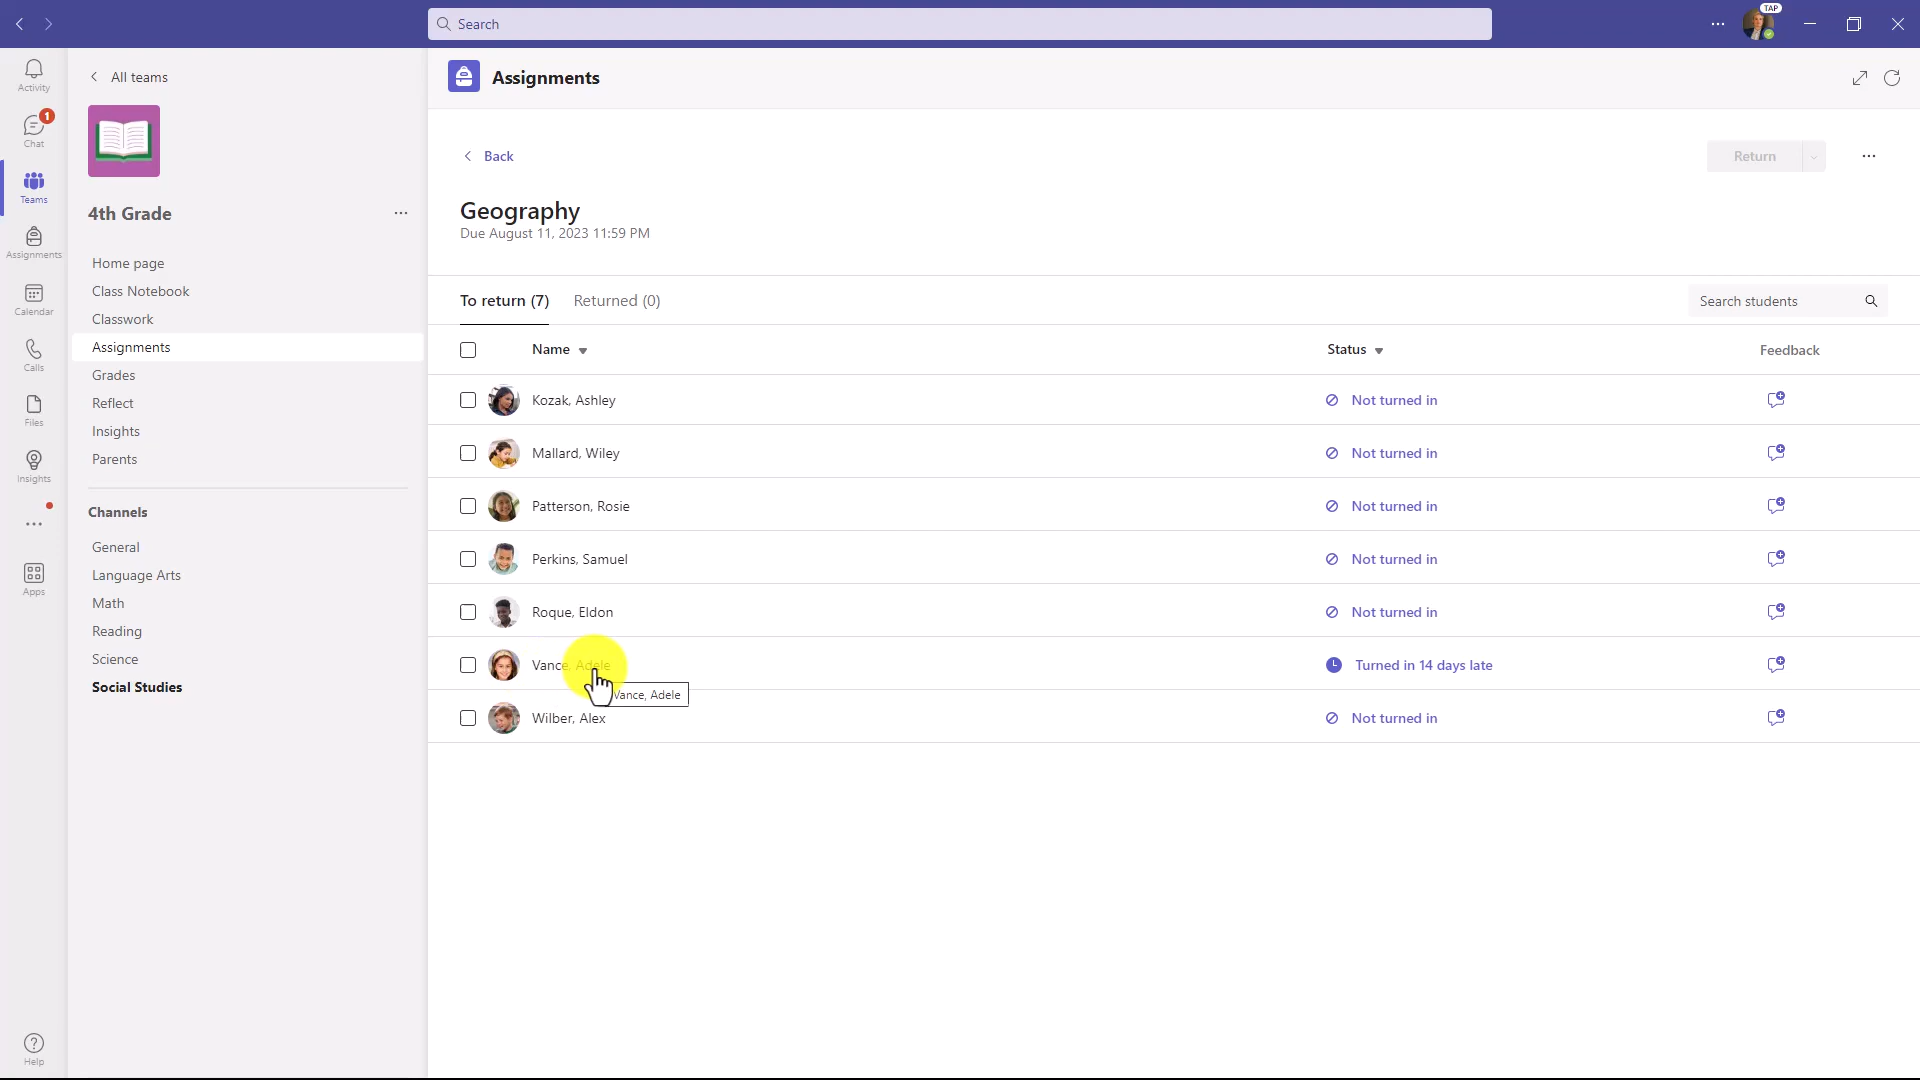 Search
TAP
Activity
1
Chat
Teams
Assignments
Calendar
Calls
Files
Insights
Apps
Help
All teams
4th Grade
Home page
Class Notebook
Classwork
Assignments
Grades
Reflect
Insights
Parents
Channels
General
Language Arts
Math
Reading
Science
Social Studies
Assignments
Back
Return
Geography
Due August 11, 2023 11:59 PM
To return (7) Returned (0)
Search students
Name Status Feedback
Kozak, Ashley Not turned in
Mallard, Wiley Not turned in
Patterson, Rosie Not turned in
Perkins, Samuel Not turned in
Roque, Eldon Not turned in
Vance, Adele Turned in 14 days late
Vance, Adele
Wilber, Alex Not turned in